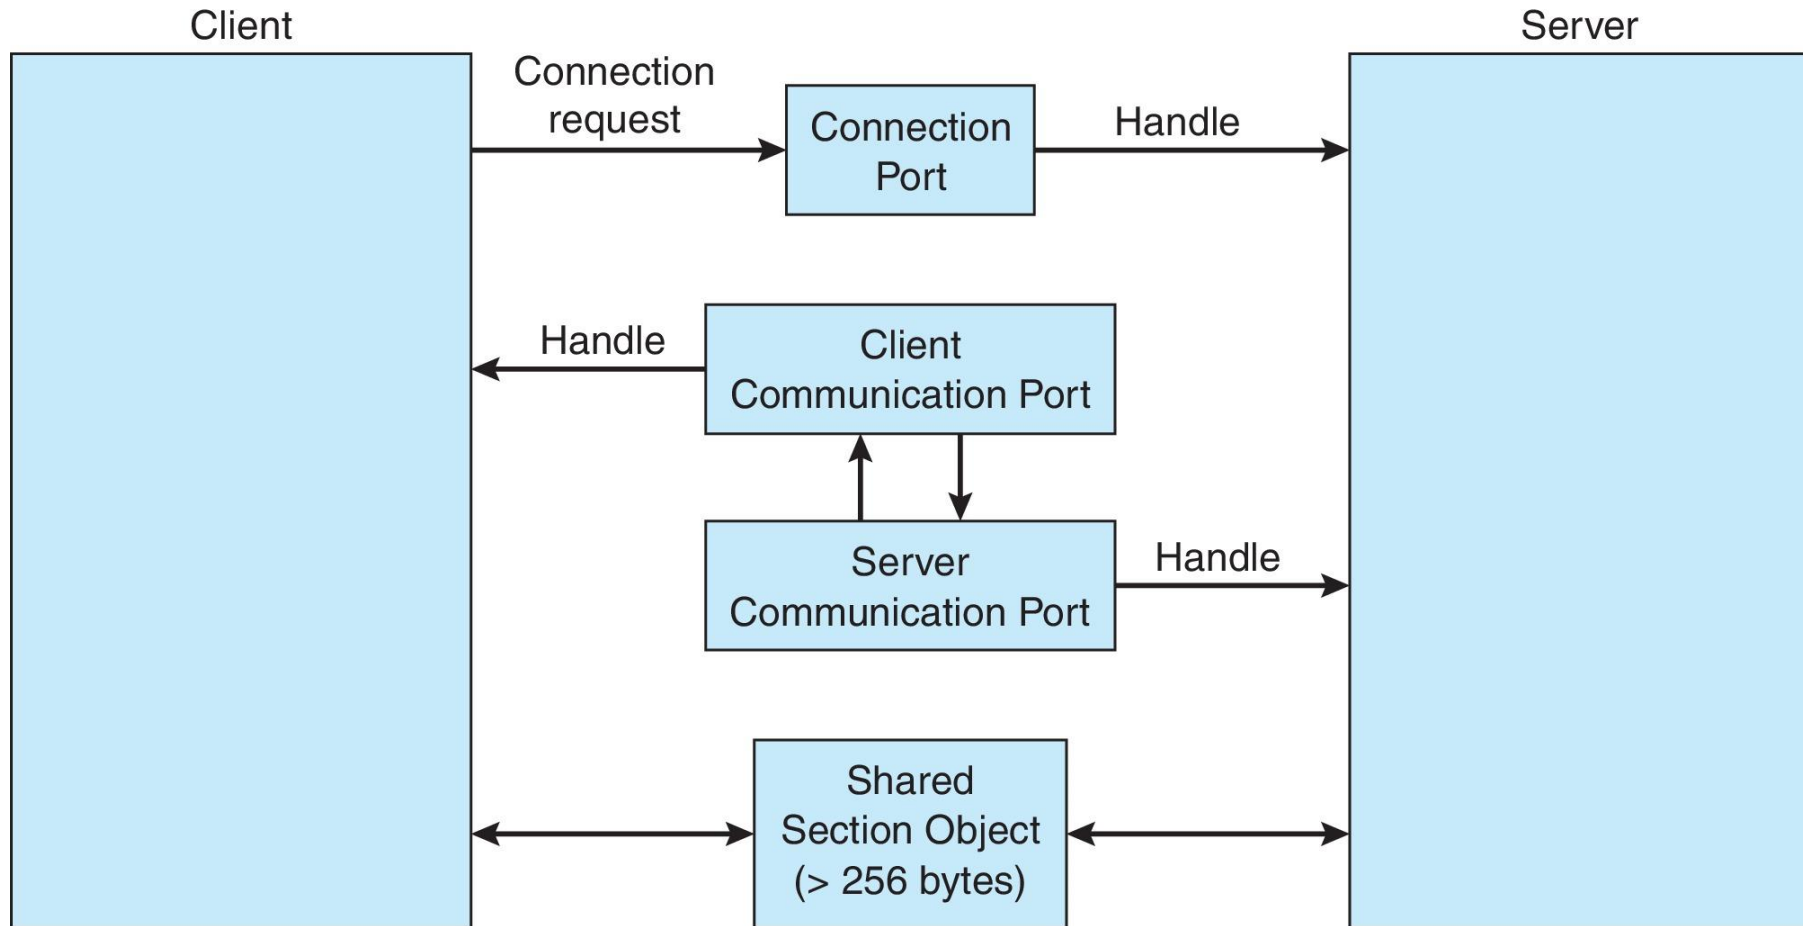 Client
Server
Connection
request
Connection
Port
Handle
Handle
Client
Communication Port
Server
Communication Port
Handle
Shared
Section Object
(> 256 bytes)